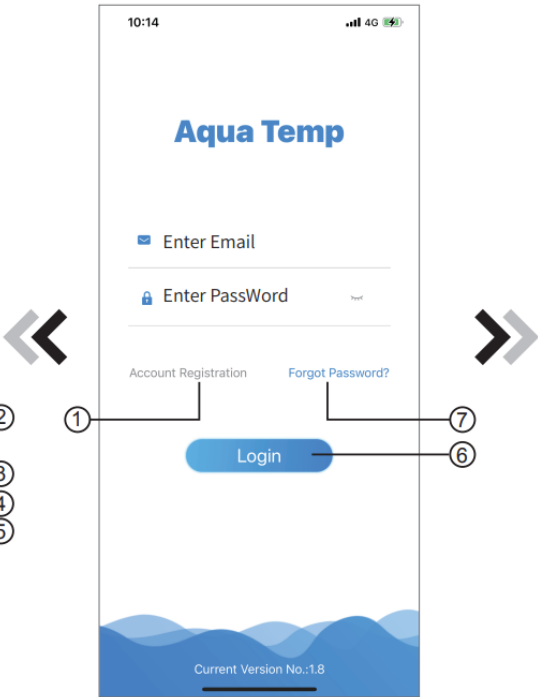 10:14 4G
Aqua Temp
Enter Email
Enter PassWord
Account Registration Forgot Password?
2
1 7
Login 6
3
4
5
Current Version No.:1.8